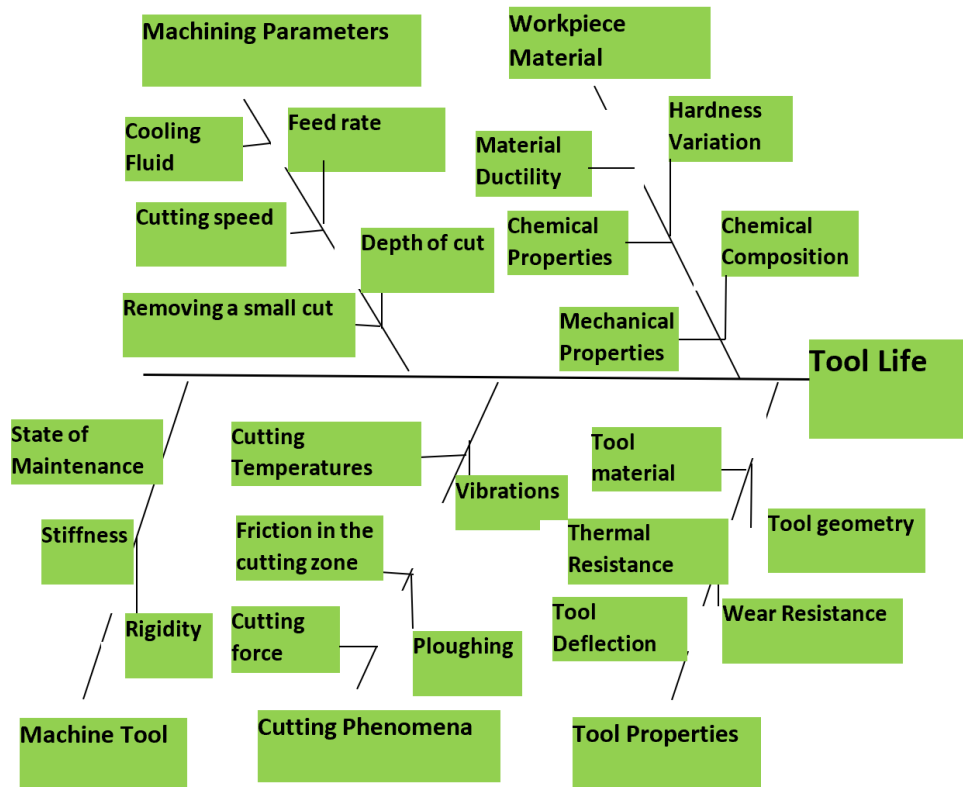 Machining Parameters
Workpiece
Material
Cooling
Fluid
Feed rate
Hardness
Variation
Material
Ductility
Cutting speed
Chemical
Properties
Chemical
Composition
Depth of cut
Removing a small cut
Mechanical
Properties
Tool Life
State of
Maintenance
Cutting
Temperatures
Tool
material
Vibrations
Stiffness
Friction in the
cutting zone
Thermal
Resistance
Tool geometry
Rigidity
Cutting
force
Ploughing
Tool
Deflection
Wear Resistance
Machine Tool
Cutting Phenomena
Tool Properties